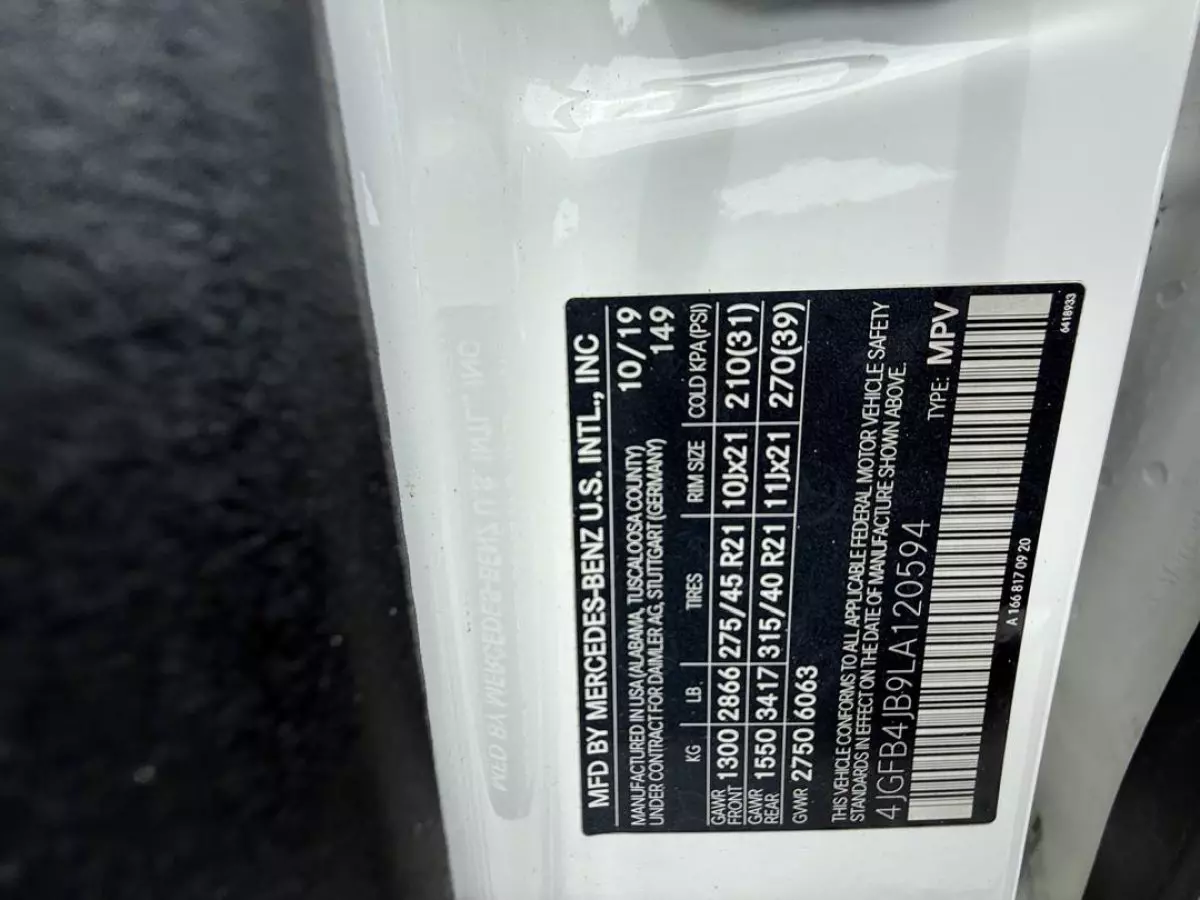 MFD BY MERCEDES-BENZ U.S. INTL., INC
MANUFACTURED IN USA (ALABAMA, TUSCALOOSA COUNTY) 10/19
UNDER CONTRACT FOR DAIMLER AG, STUTTGART (GERMANY) 149
KG LB. TIRES RIM SIZE COLD KPA (PSI)
GAWR FRONT 1300 2866 275/45 R21 10Jx21 210(31)
GAWR REAR 1550 3417 315/40 R21 11Jx21 270(39)
GVWR 2750 6063
THIS VEHICLE CONFORMS TO ALL APPLICABLE FEDERAL MOTOR VEHICLE SAFETY
STANDARDS IN EFFECT ON THE DATE OF MANUFACTURE SHOWN ABOVE.
4JGFB4JB9LA120594 TYPE: MPV
A 166 817 09 20 6418933